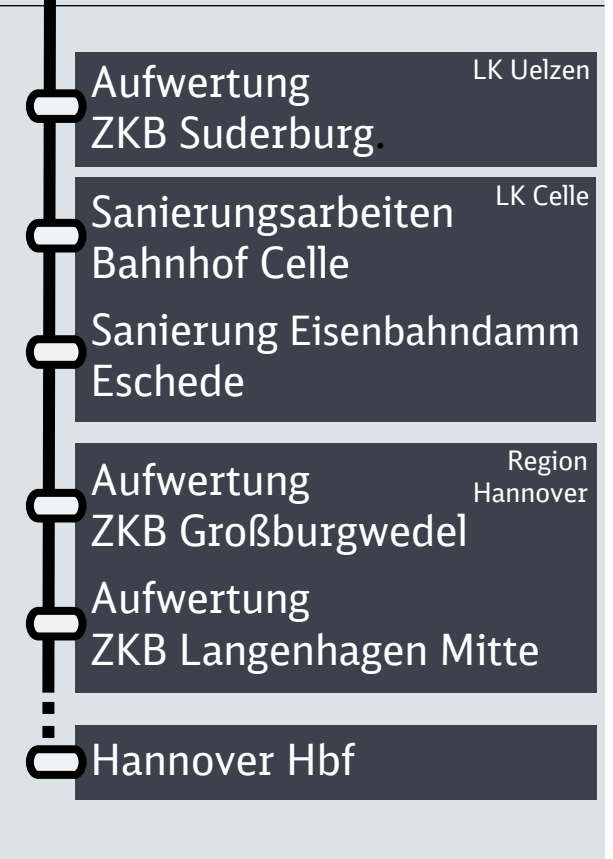 LK Uelzen
Aufwertung
ZKB Suderburg.
LK Celle
Sanierungsarbeiten
Bahnhof Celle
Sanierung Eisenbahndamm
Eschede
Region
Hannover
Aufwertung
ZKB Großburgwedel
Aufwertung
ZKB Langenhagen Mitte
Hannover Hbf